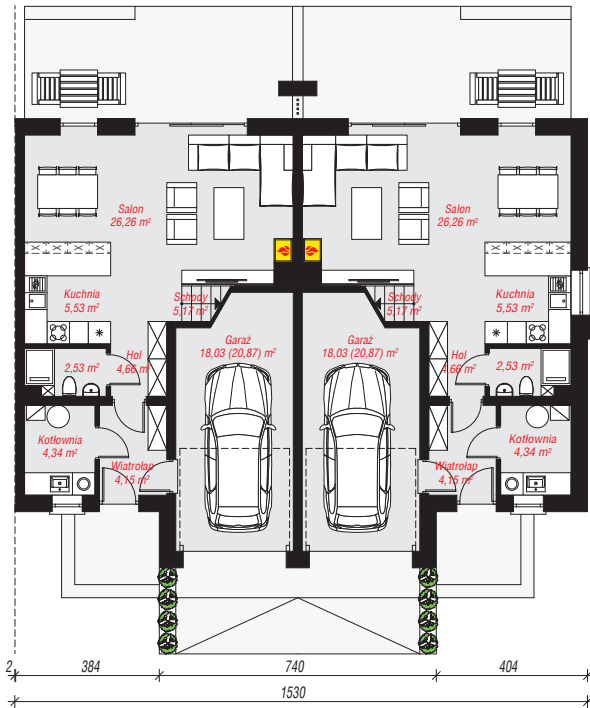 Salon
26,26 m²
Salon
26,26 m²
Kuchnia
5,53 m²
Schody
5,17 m²
Schody
5,17 m²
Kuchnia
5,53 m²
Garaż
18,03 (20,87) m²
Garaż
18,03 (20,87) m²
Hol
4,66 m²
2,53 m²
Hol
4,66 m²
2,53 m²
Kotłownia
4,34 m²
Wiatrołap
4,15 m²
Wiatrołap
4,15 m²
Kotłownia
4,34 m²
2 384 740 404
1530